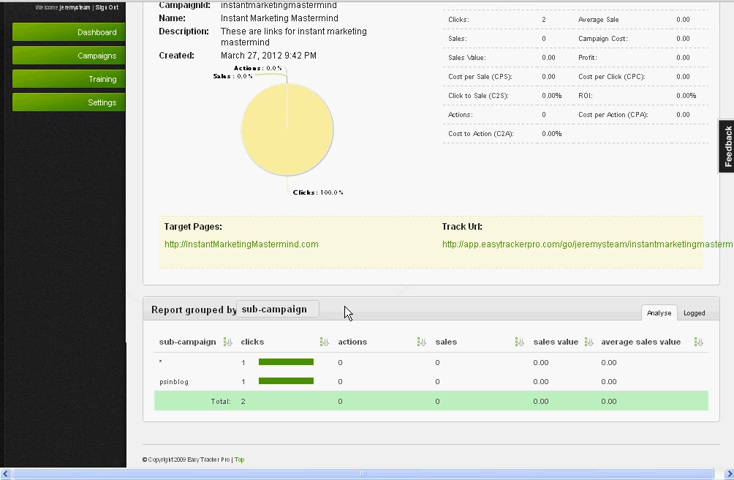 Welcome jeremysteam | Sign Out
Dashboard
Campaigns
Training
Settings
CampaignId: instantmarketingmastermind
Name: Instant Marketing Mastermind
Description: These are links for instant marketing
mastermind
Created: March 27, 2012 9:42 PM
Actions: 0.0%
Sales: 0.0%
Clicks: 100.0%
Clicks: 2 Average Sale 0.00
Sales: 0 Campaign Cost: 0.00
Sales Value: 0.00 Profit: 0.00
Cost per Sale (CPS): 0.00 Cost per Click (CPC): 0.00
Click to Sale (C2S): 0.00% ROI: 0.00%
Actions: 0 Cost per Action (CPA): 0.00
Cost to Action (C2A): 0.00%
Feedback
Target Pages: Track Url:
http://InstantMarketingMastermind.com http://app.easytrackerpro.com/go/jeremysteam/instantmarketingmasterm
Report grouped by sub-campaign
Analyse Logged
sub-campaign clicks actions sales sales value average sales value
* 1 0 0 0.00 0.00
psinblog 1 0 0 0.00 0.00
Total: 2 0 0 0.00 0.00
© Copyright 2009 Easy Tracker Pro | Top